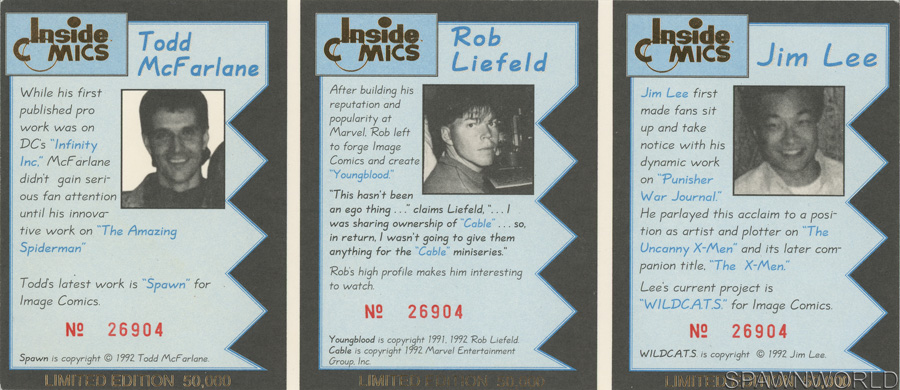 Inside
COMICS
Todd
McFarlane
While his first
published pro
work was on
DC's "Infinity
Inc," McFarlane
didn't gain seri-
ous fan attention
until his innova-
tive work on "The Amazing
Spiderman"
Todd's latest work is "Spawn" for
Image Comics.
Nº 26904
Spawn is copyright © 1992 Todd McFarlane.
LIMITED EDITION 50,000
Inside
COMICS
Rob
Liefeld
After building his
reputation and
popularity at
Marvel, Rob left
to forge Image
Comics and create
"Youngblood."
"This hasn't been
an ego thing ..." claims Liefeld, "... I
was sharing ownership of "Cable" ... so,
in return, I wasn't going to give them
anything for the "Cable" miniseries."
Rob's high profile makes him interesting
to watch.
Nº 26904
Youngblood is copyright 1991, 1992 Rob Liefeld.
Cable is copyright 1992 Marvel Entertainment
Group, Inc.
LIMITED EDITION 50,000
Inside
COMICS
Jim Lee
Jim Lee first
made fans sit
up and take
notice with his
dynamic work
on "Punisher
War Journal."
He parlayed this acclaim to a posi-
tion as artist and plotter on "The
Uncanny X-Men" and its later com-
panion title, "The X-Men."
Lee's current project is
"WILDC.A.T.S." for Image Comics.
Nº 26904
WILDC.A.T.S. is copyright © 1992 Jim Lee.
LIMITED EDITION 50,000
SPAWNWORLD